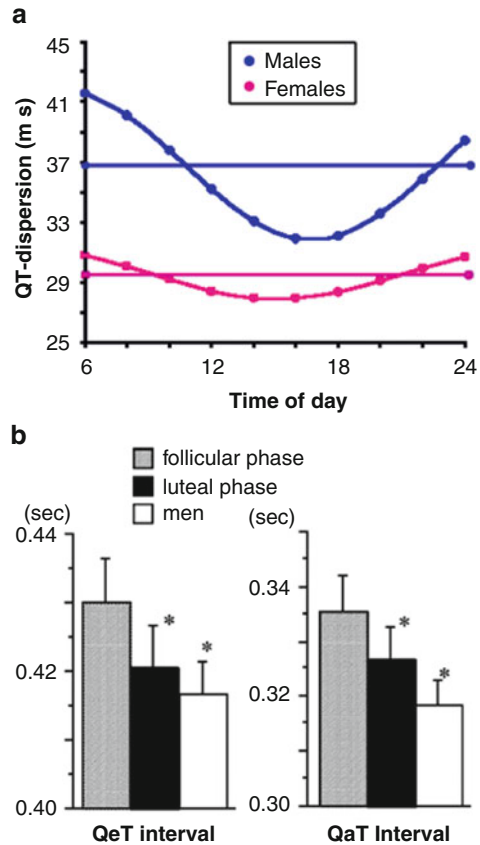 a
45
41
37
33
29
25
QT-dispersion (m s)
Males
Females
6 12 18 24
Time of day
b
follicular phase
luteal phase
men
(sec)
0.44
0.42
0.40
* *
QeT interval
(sec)
0.34
0.32
0.30
* *
QaT Interval